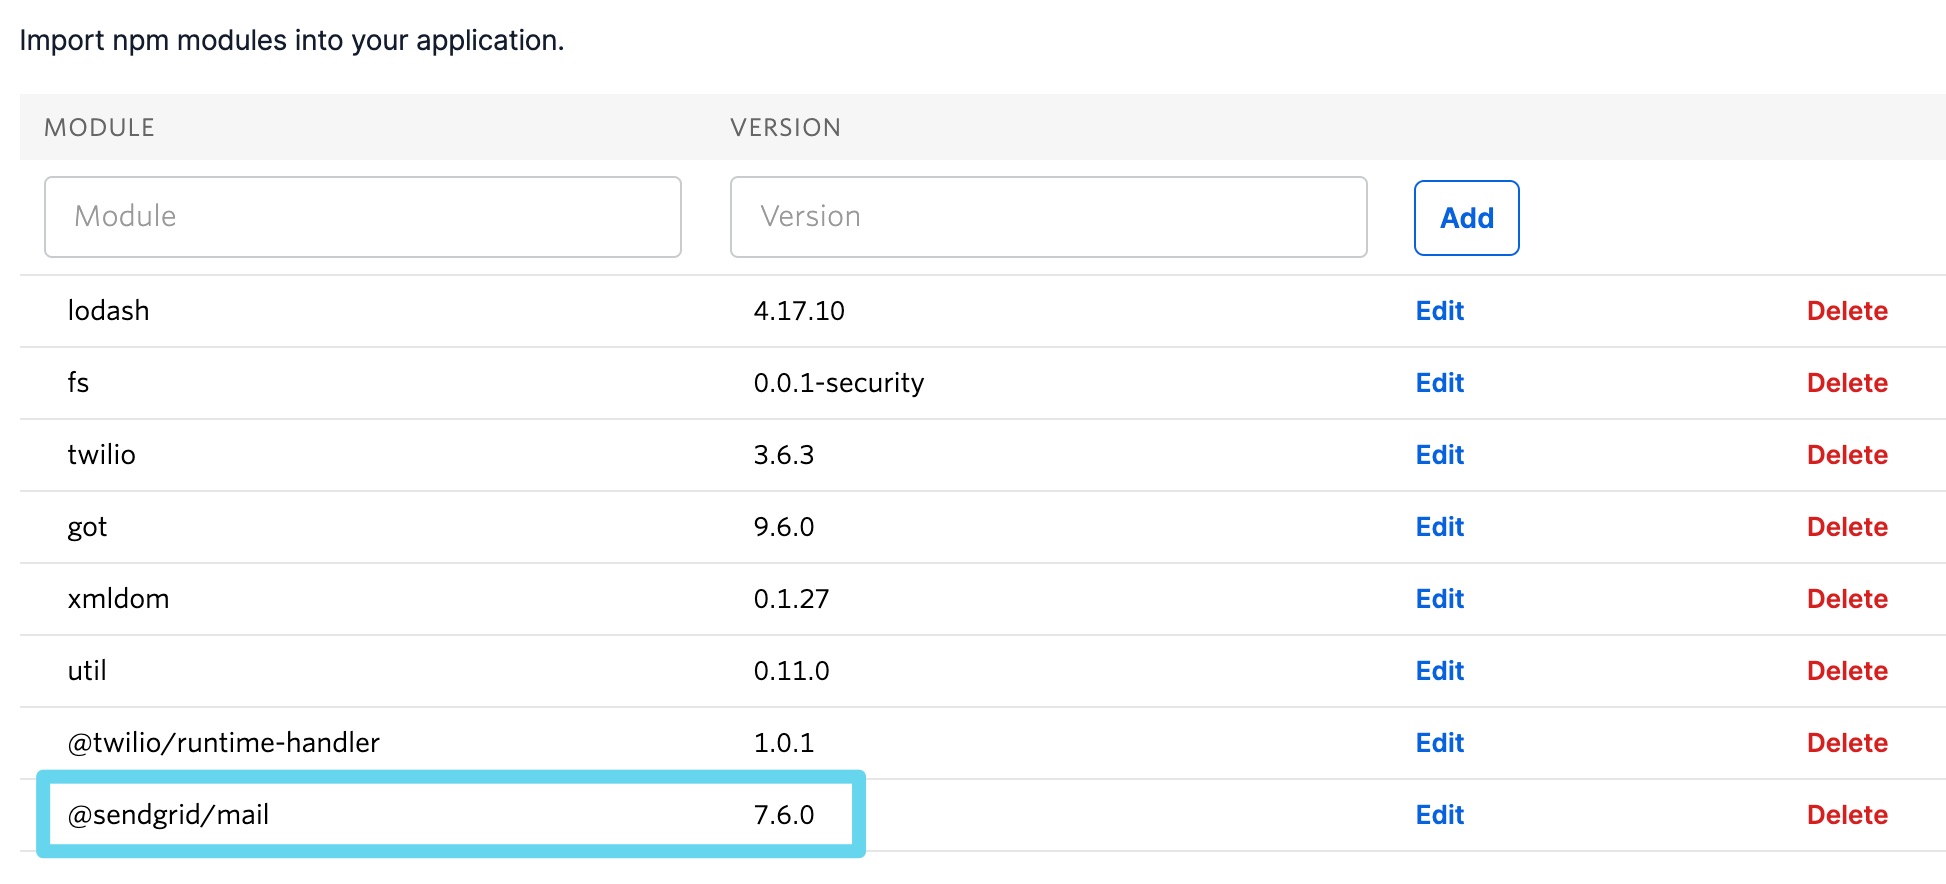 Import npm modules into your application.
MODULE VERSION
Module Version Add
lodash 4.17.10 Edit Delete
fs 0.0.1-security Edit Delete
twilio 3.6.3 Edit Delete
got 9.6.0 Edit Delete
xmldom 0.1.27 Edit Delete
util 0.11.0 Edit Delete
@twilio/runtime-handler 1.0.1 Edit Delete
@sendgrid/mail 7.6.0 Edit Delete